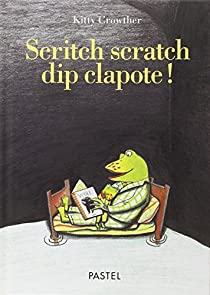 Kitty Crowther
Scritch scratch
dip clapote !
PASTEL